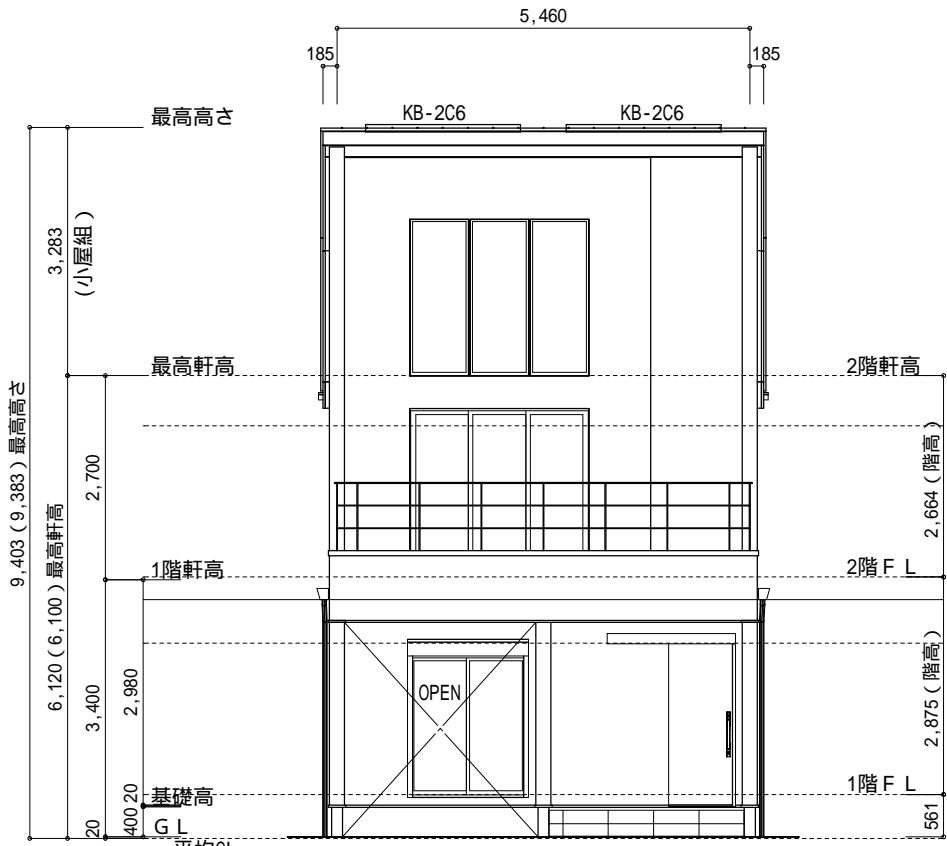 5,460
185
185
KB-2C6
KB-2C6
最高高さ
3,283
(小屋組)
最高軒高
2階軒高
9,403(9,383)最高高さ
6,120(6,100)最高軒高
2,700
2,664(階高)
1階軒高
2階FL
3,400
2,980
OPEN
2,875(階高)
基礎高
1階FL
20
400
20
GL
561
平均GL